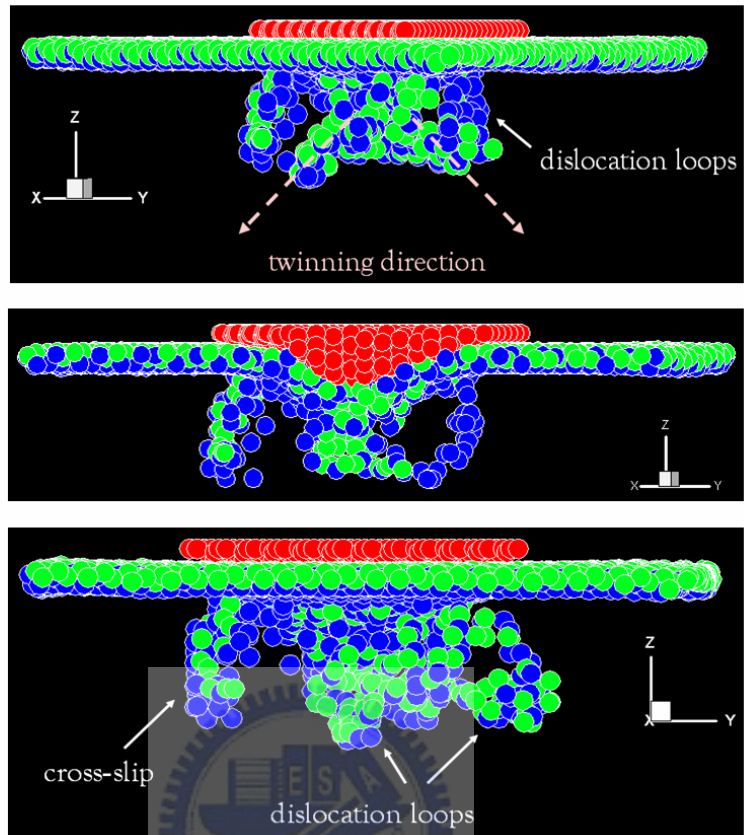 Z
X
Y
dislocation loops
twinning direction
Z
X
Y
Z
X
Y
cross-slip
dislocation loops
E S A